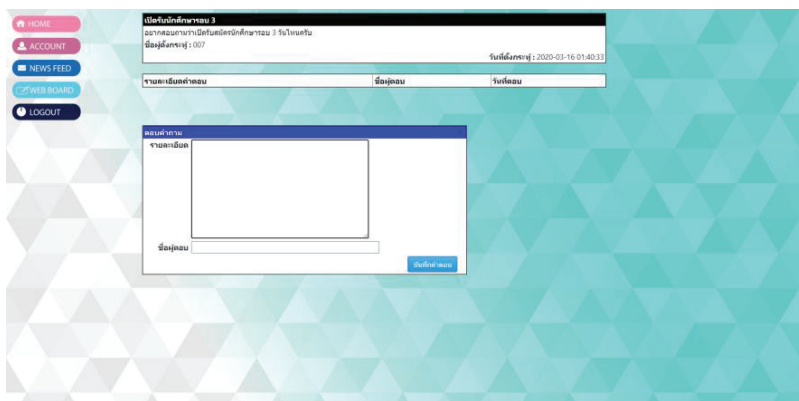 HOME
ACCOUNT
NEWS FEED
WEB BOARD
LOGOUT
เปิดรับนักศึกษารอบ 3
อยากสอบถามว่าเปิดรับสมัครนักศึกษารอบ 3 วันไหนครับ
ชื่อผู้ตั้งกระทู้ : 007
วันที่ตั้งกระทู้ : 2020-03-16 01:40:33
รายละเอียดคำตอบ ชื่อผู้ตอบ วันที่ตอบ
ตอบคำถาม
รายละเอียด
ชื่อผู้ตอบ
บันทึกคำตอบ